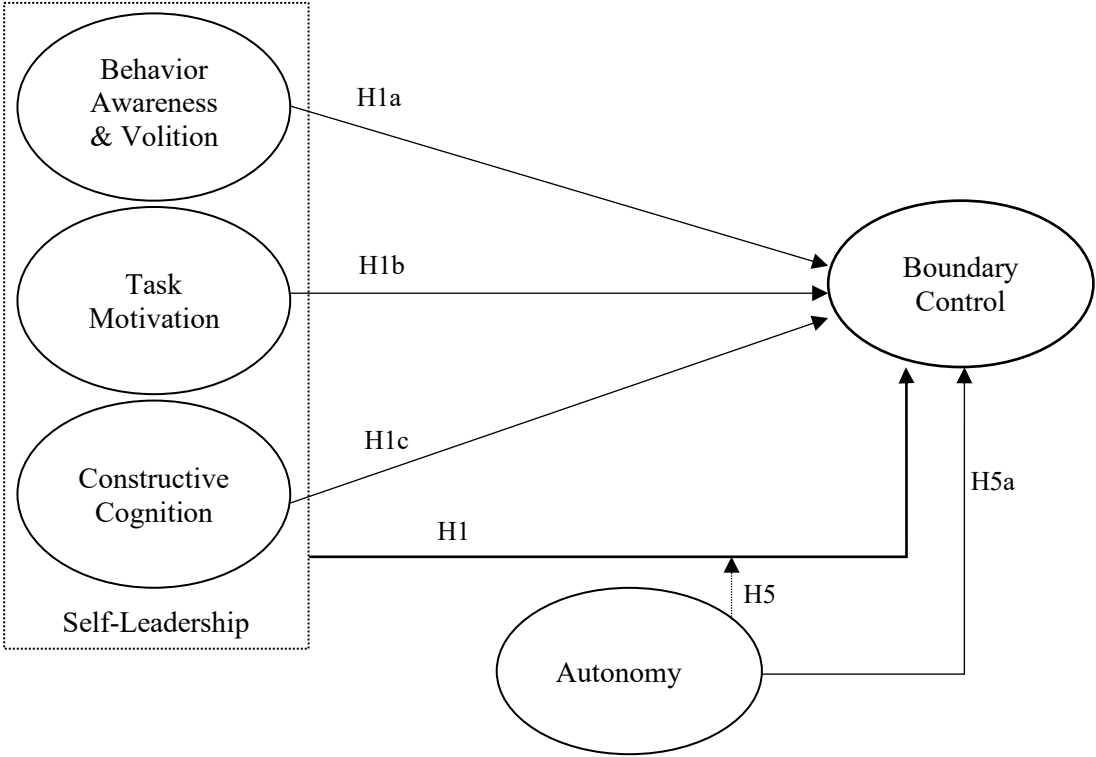 Behavior
Awareness
& Volition
H1a
Task
Motivation
H1b
Boundary
Control
Constructive
Cognition
H1c
H5a
H1
H5
Self-Leadership
Autonomy